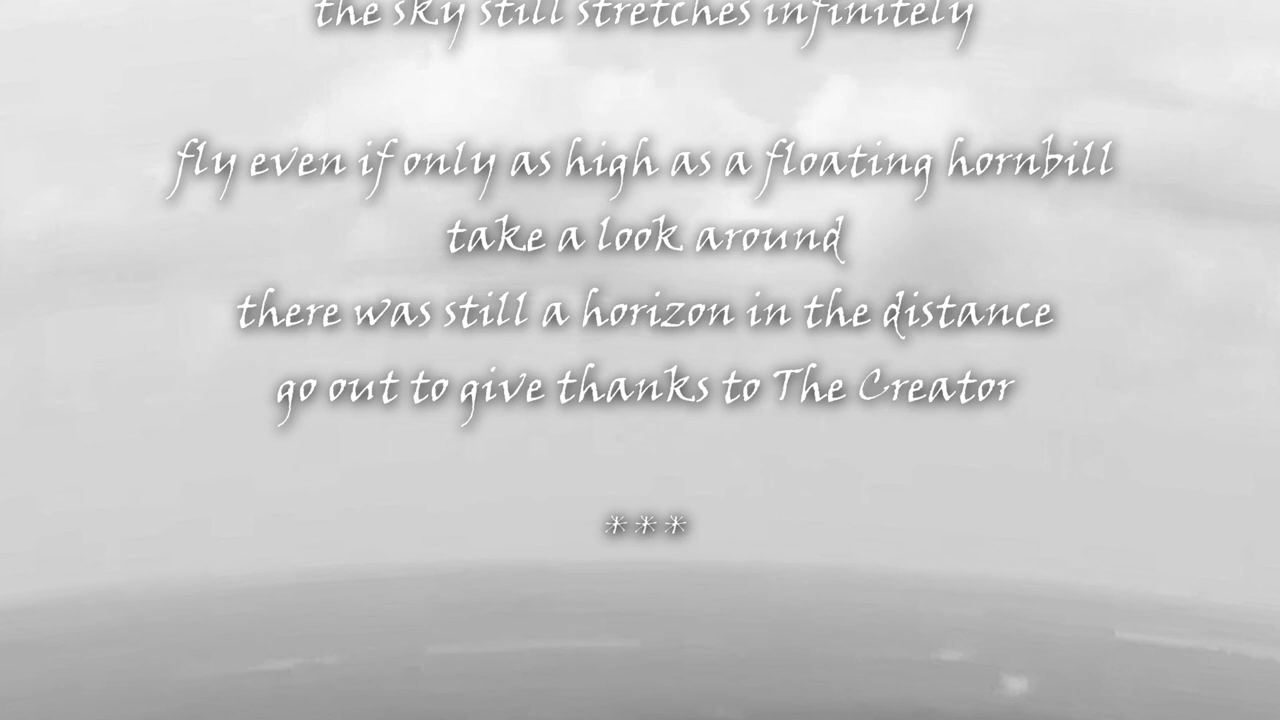 the sky still stretches infinitely
fly even if only as high as a floating hornbill
take a look around
there was still a horizon in the distance
go out to give thanks to The Creator
***